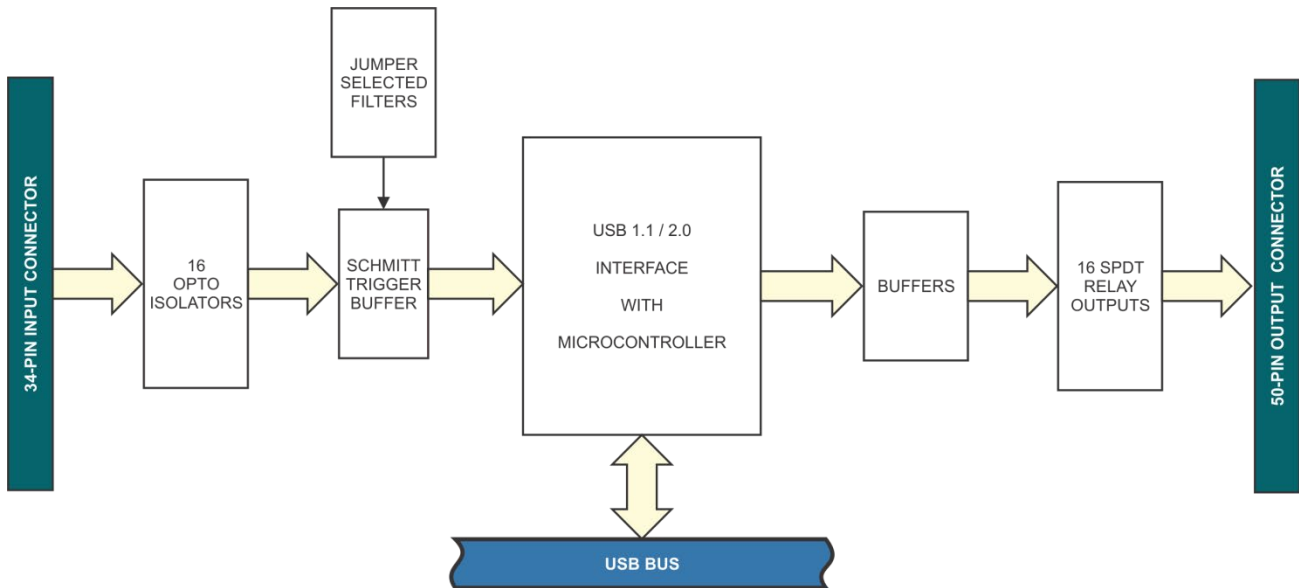 34-PIN INPUT CONNECTOR
16
OPTO
ISOLATORS
JUMPER
SELECTED
FILTERS
SCHMITT
TRIGGER
BUFFER
USB 1.1 / 2.0
INTERFACE
WITH
MICROCONTROLLER
BUFFERS
16 SPDT
RELAY
OUTPUTS
50-PIN OUTPUT CONNECTOR
USB BUS